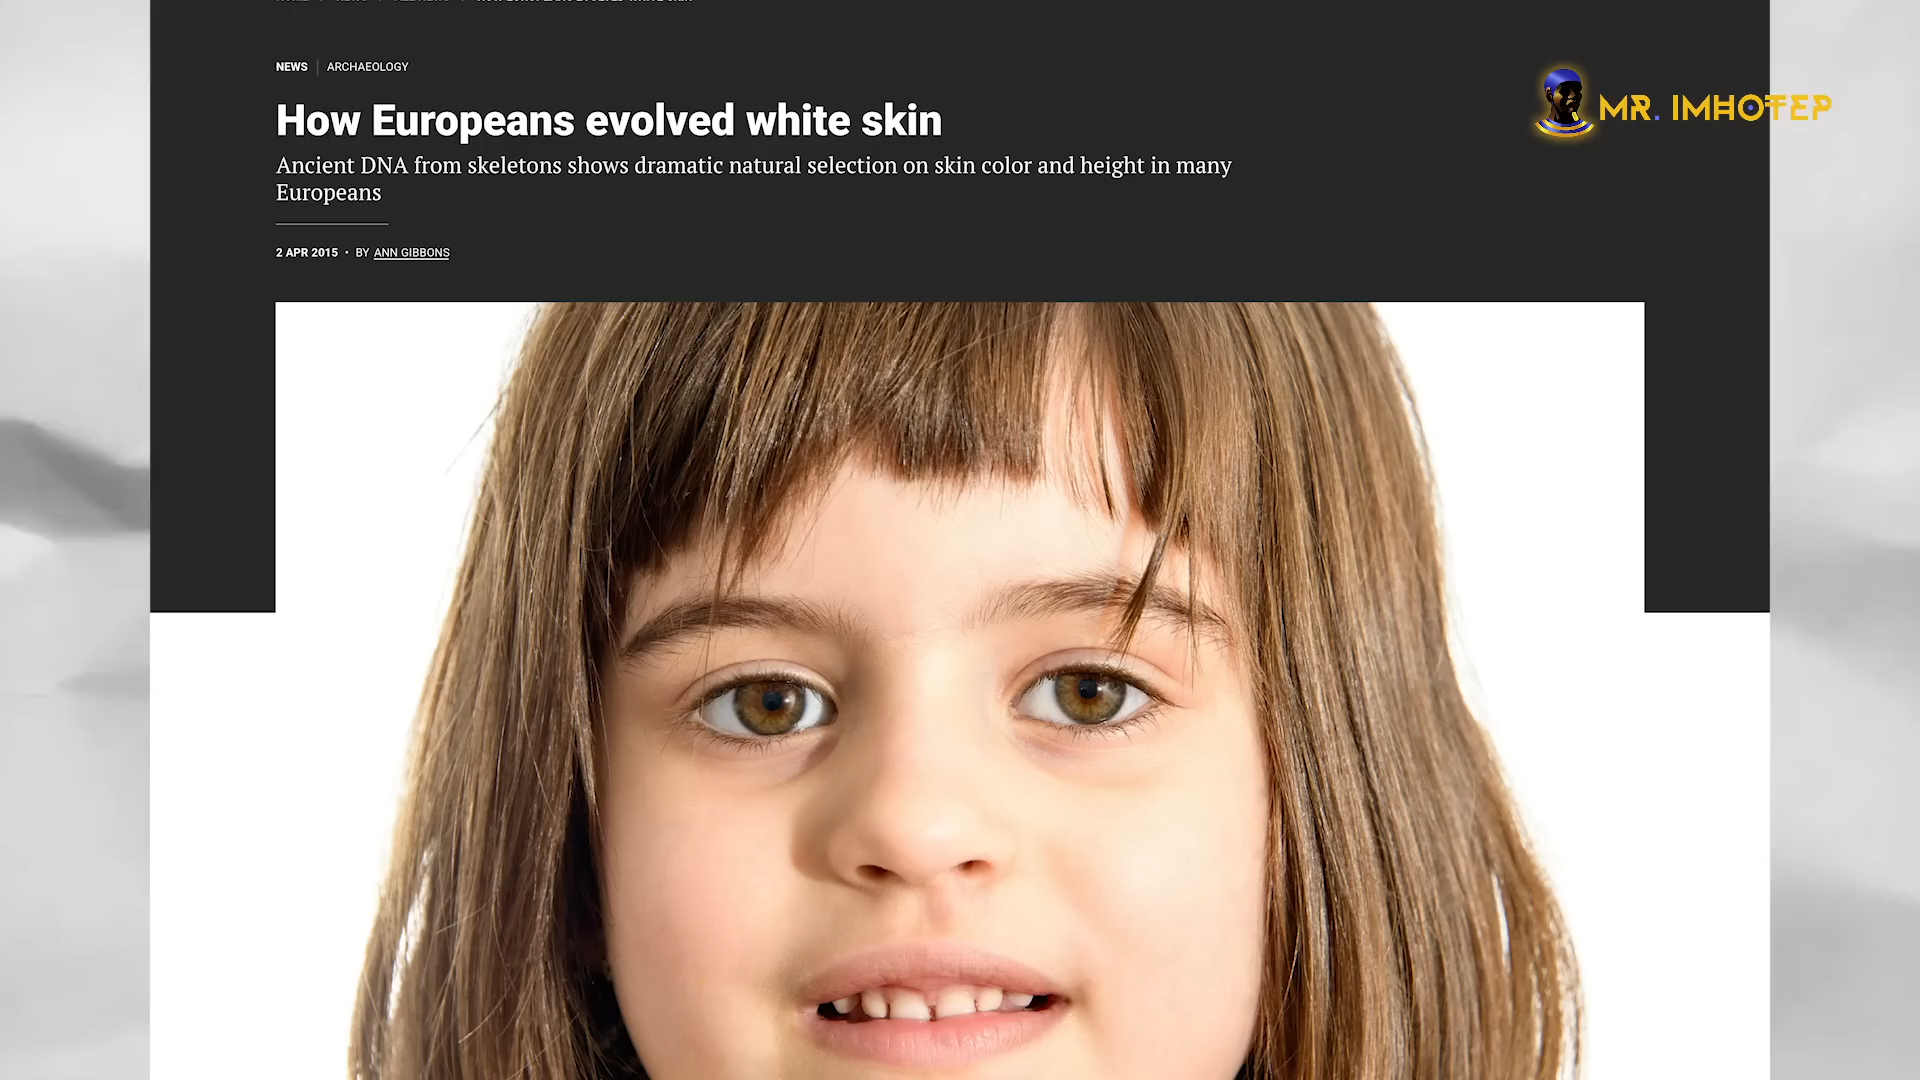 NEWS | ARCHAEOLOGY
How Europeans evolved white skin
Ancient DNA from skeletons shows dramatic natural selection on skin color and height in many
Europeans
2 APR 2015 • BY ANN GIBBONS
MR. IMHOTEP